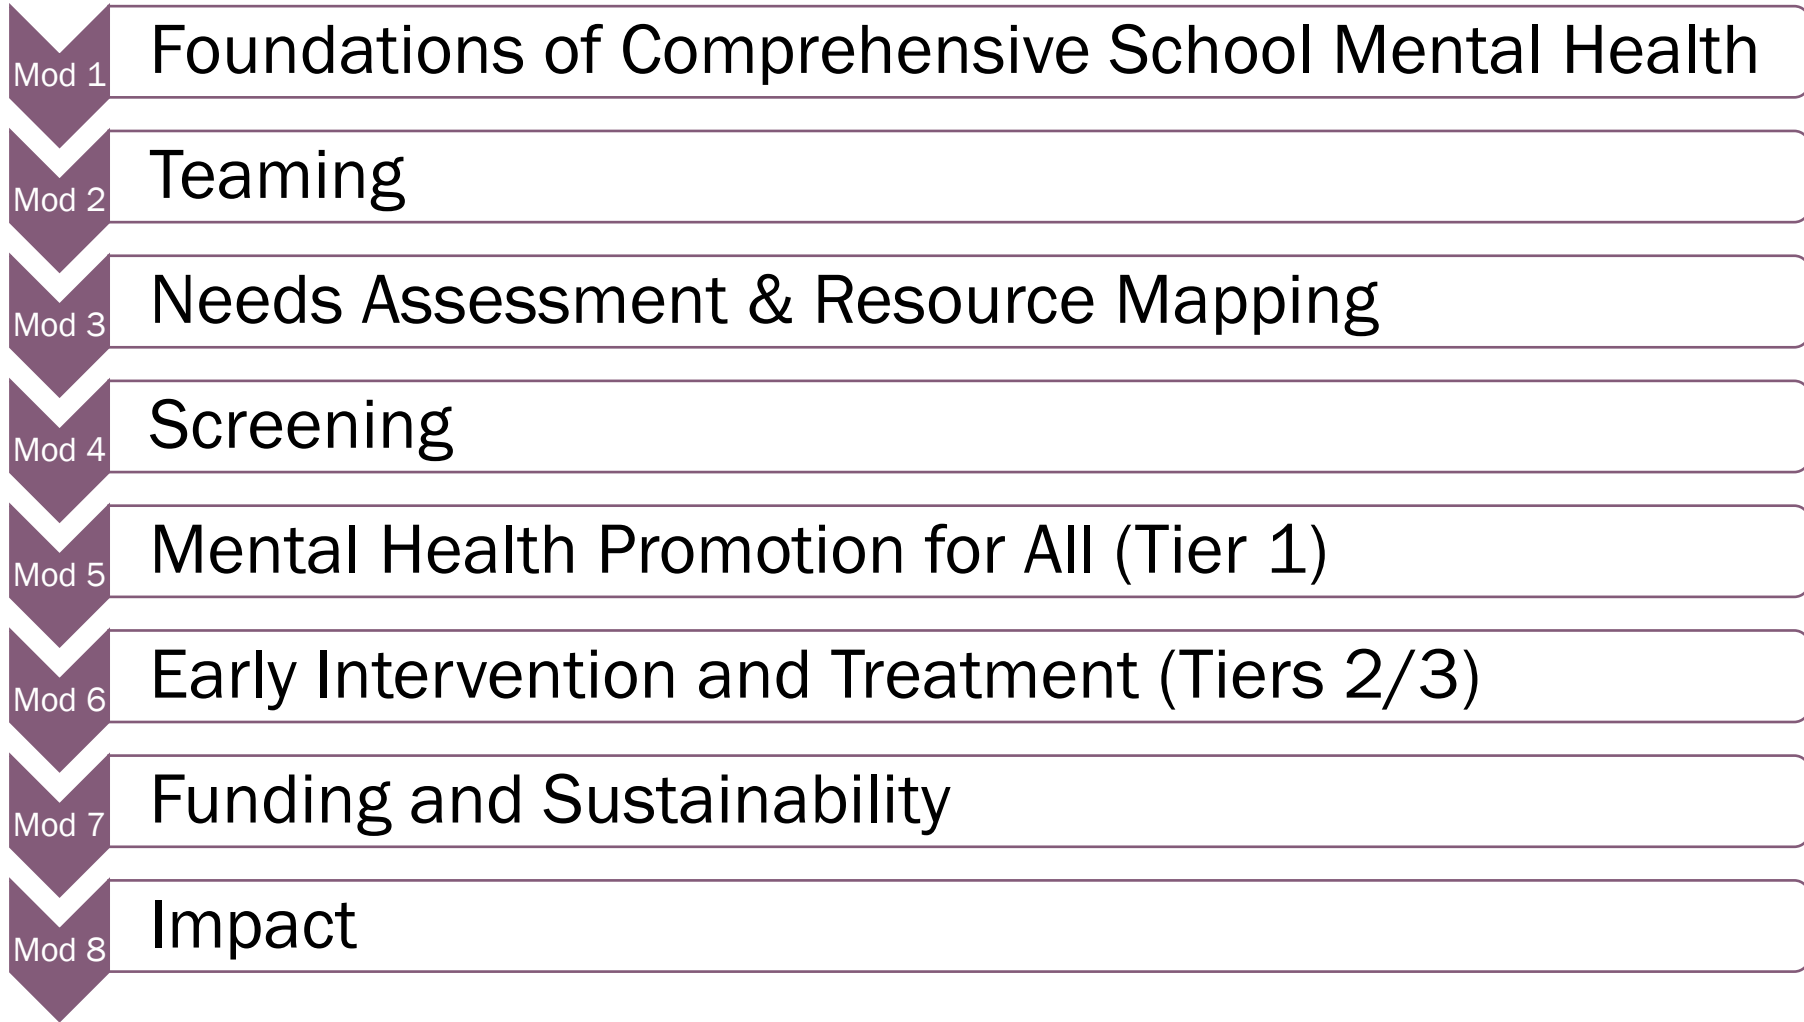 Mod 1
Foundations of Comprehensive School Mental Health
Mod 2
Teaming
Mod 3
Needs Assessment & Resource Mapping
Mod 4
Screening
Mod 5
Mental Health Promotion for All (Tier 1)
Mod 6
Early Intervention and Treatment (Tiers 2/3)
Mod 7
Funding and Sustainability
Mod 8
Impact